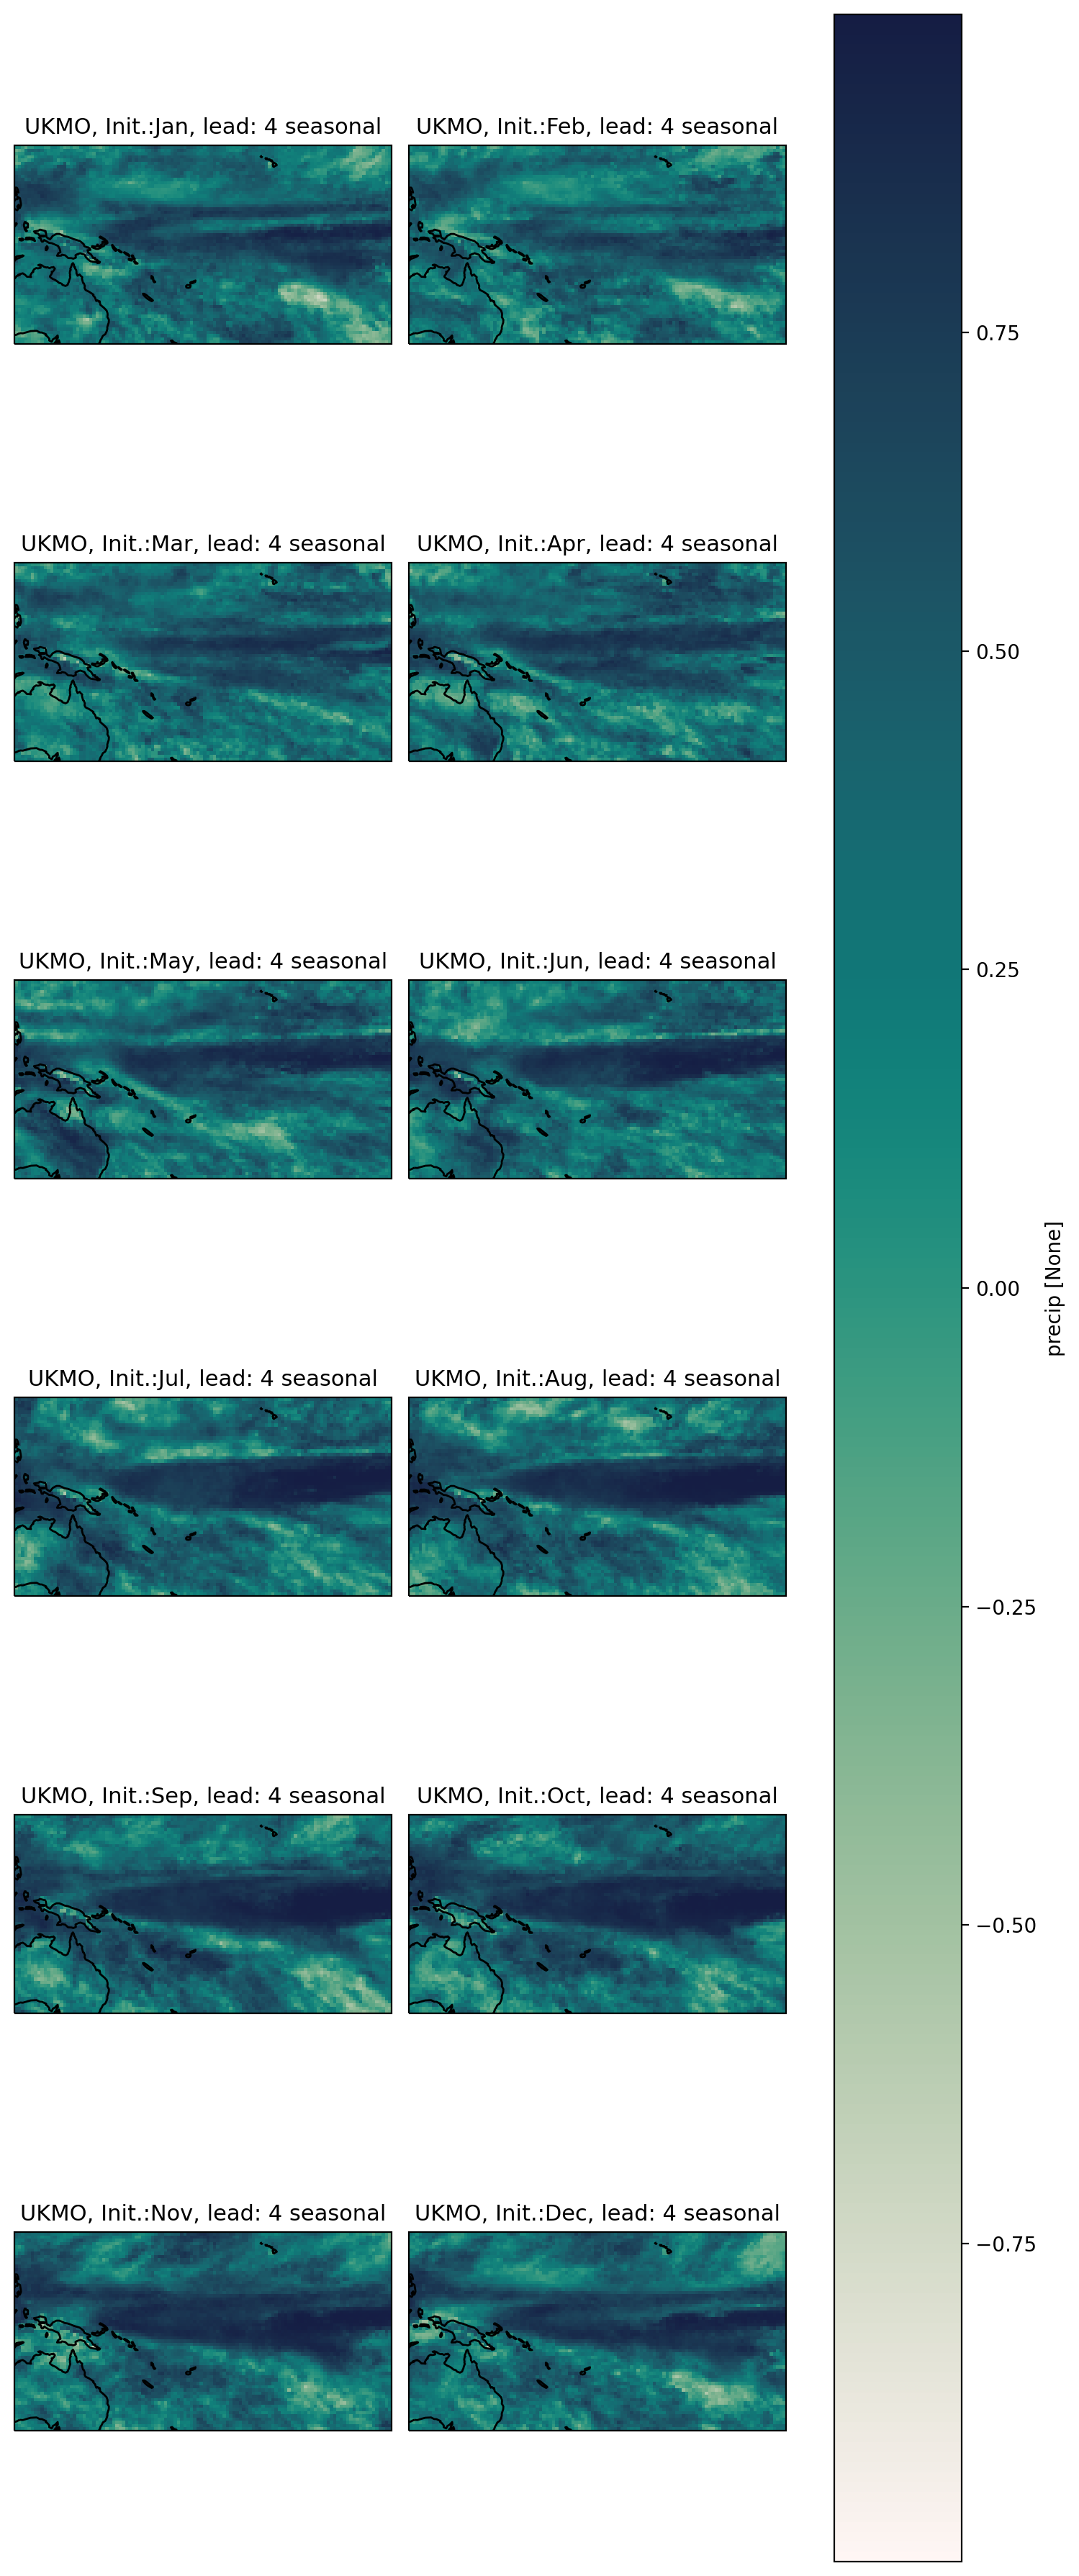 UKMO, Init.:Jan, lead: 4 seasonal
UKMO, Init.:Feb, lead: 4 seasonal
UKMO, Init.:Mar, lead: 4 seasonal
UKMO, Init.:Apr, lead: 4 seasonal
UKMO, Init.:May, lead: 4 seasonal
UKMO, Init.:Jun, lead: 4 seasonal
UKMO, Init.:Jul, lead: 4 seasonal
UKMO, Init.:Aug, lead: 4 seasonal
UKMO, Init.:Sep, lead: 4 seasonal
UKMO, Init.:Oct, lead: 4 seasonal
UKMO, Init.:Nov, lead: 4 seasonal
UKMO, Init.:Dec, lead: 4 seasonal
0.75
0.50
0.25
0.00
−0.25
−0.50
−0.75
precip [None]